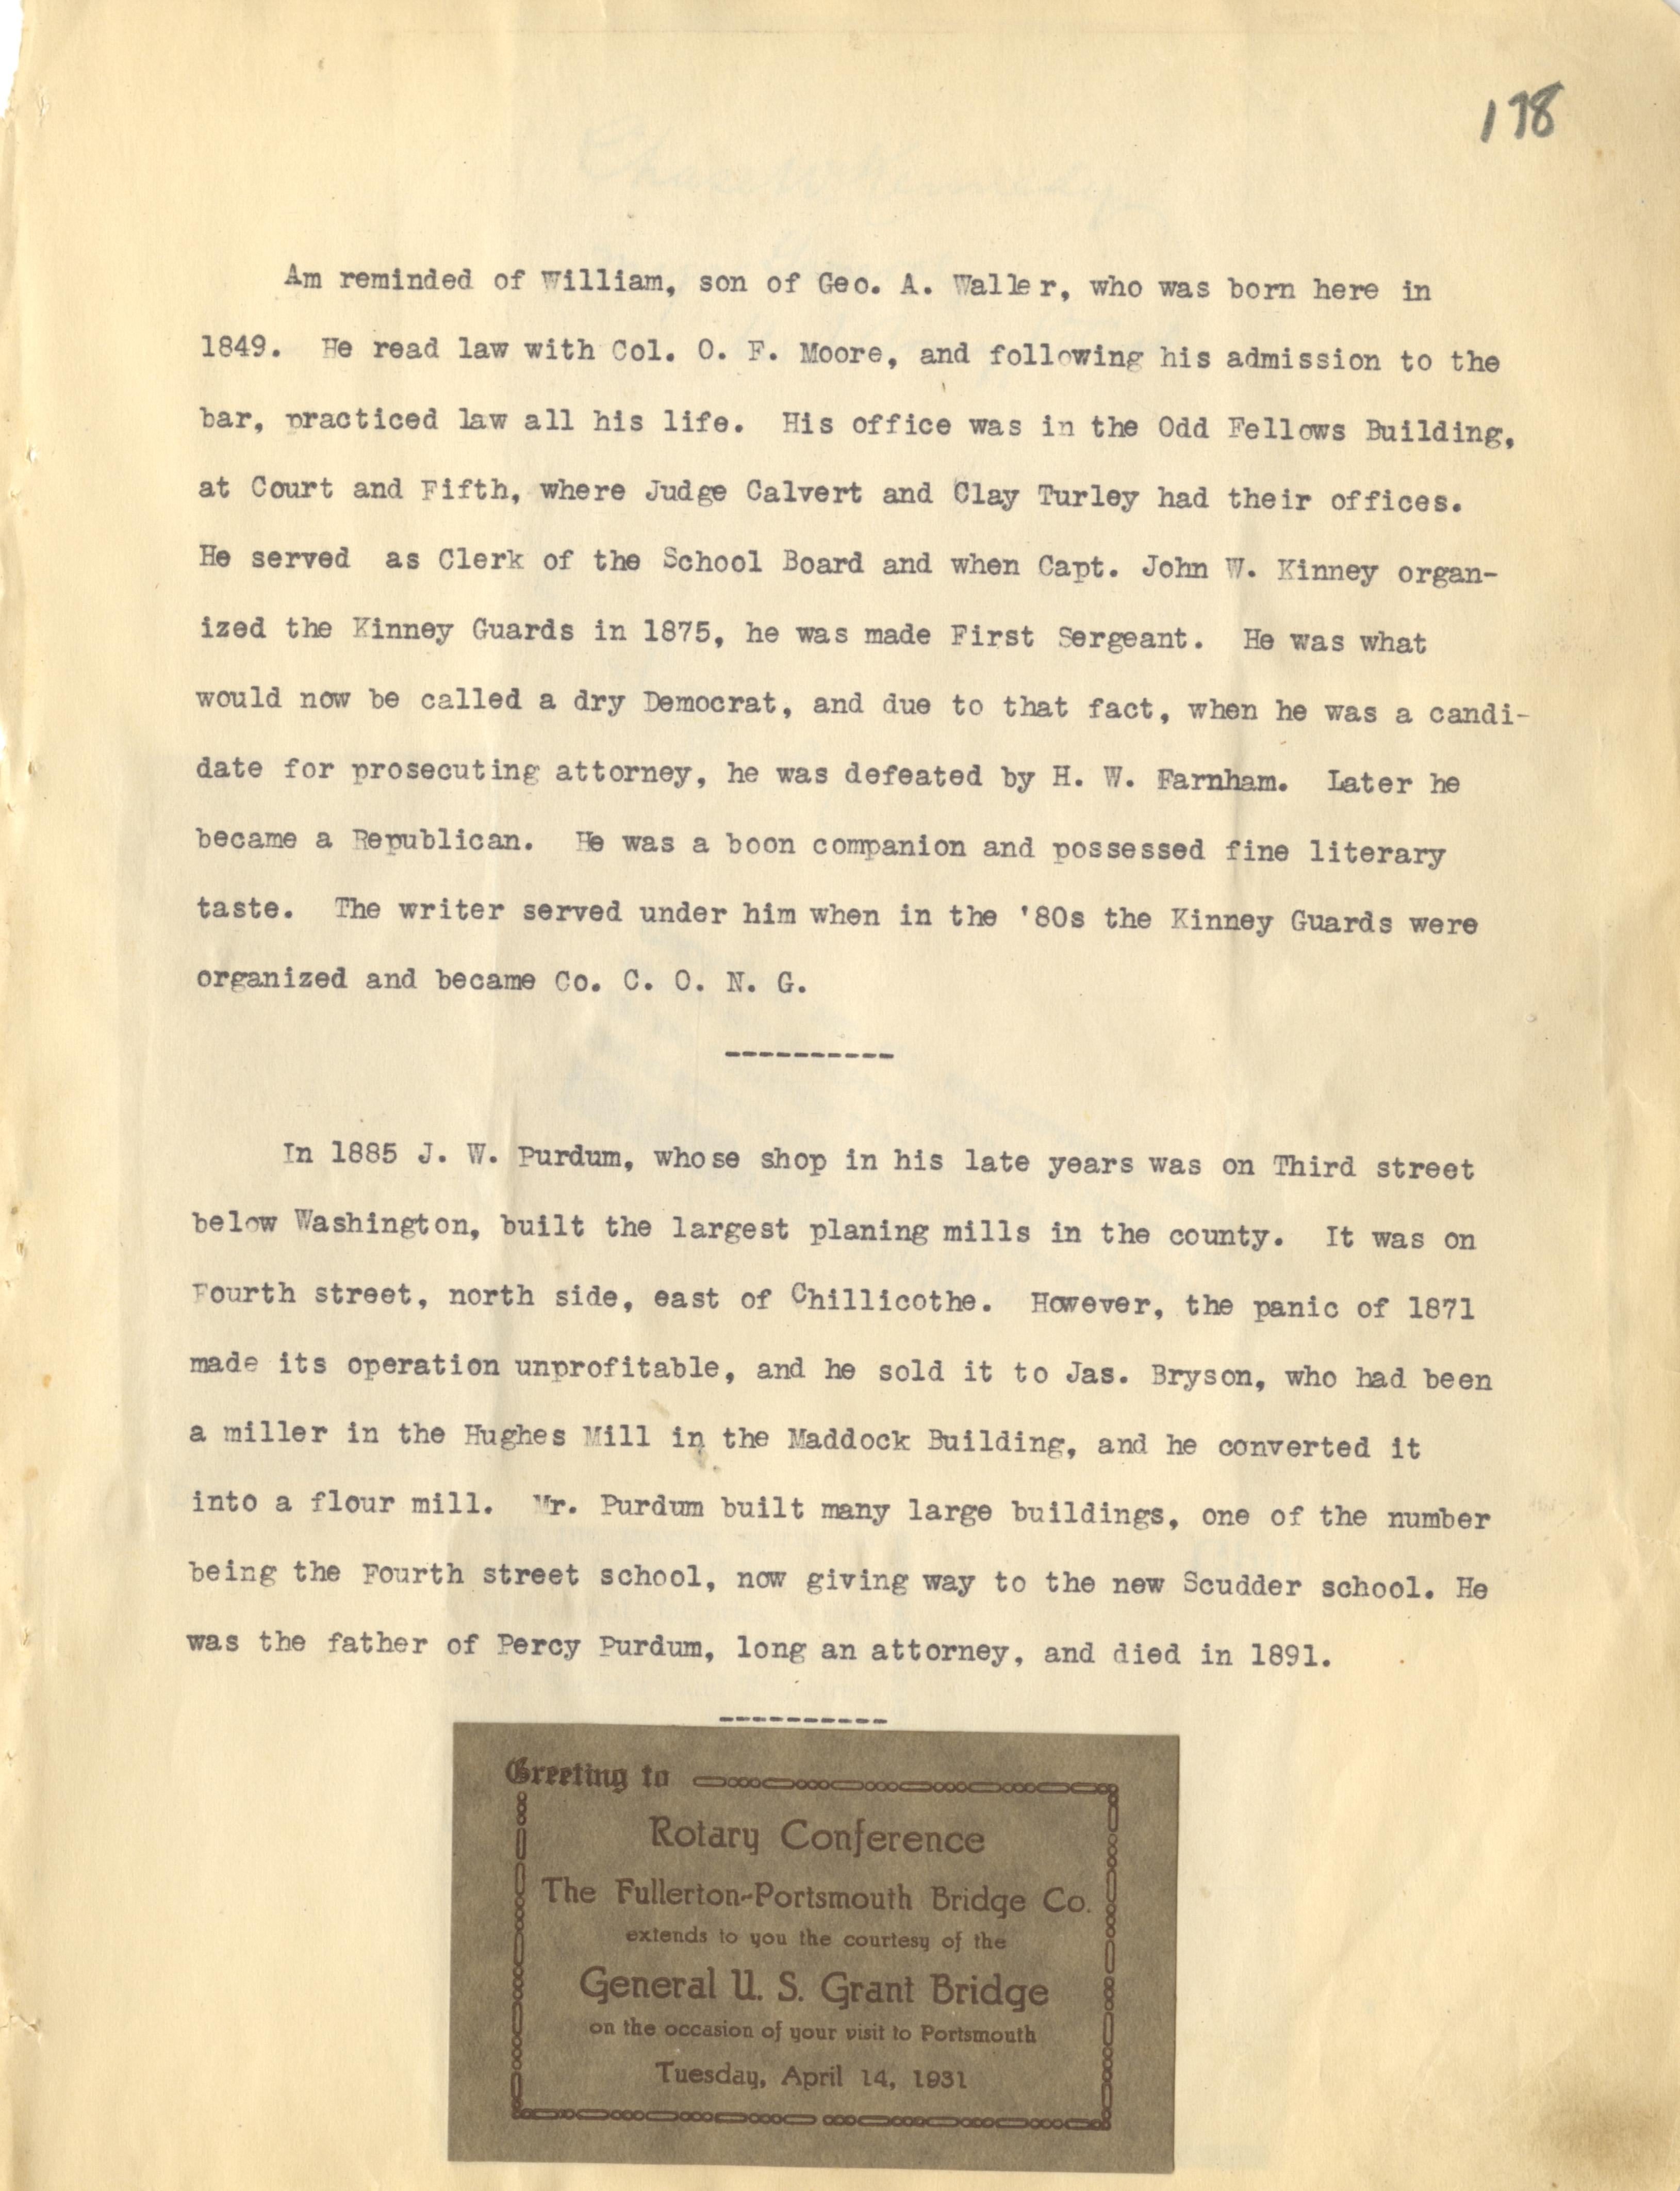 178
Am reminded of William, son of Geo. A. Waller, who was born here in
1849. He read law with Col. O. F. Moore, and following his admission to the
bar, practiced law all his life. His office was in the Odd Fellows Building,
at Court and Fifth, where Judge Calvert and Clay Turley had their offices.
He served as Clerk of the School Board and when Capt. John W. Kinney organ-
ized the Kinney Guards in 1875, he was made First Sergeant. He was what
would now be called a dry Democrat, and due to that fact, when he was a candi-
date for prosecuting attorney, he was defeated by H. W. Farnham. Later he
became a Republican. He was a boon companion and possessed fine literary
taste. The writer served under him when in the '80s the Kinney Guards were
organized and became Co. C. O. N. G.
----------
In 1885 J. W. Purdum, whose shop in his late years was on Third street
below Washington, built the largest planing mills in the county. It was on
Fourth street, north side, east of Chillicothe. However, the panic of 1871
made its operation unprofitable, and he sold it to Jas. Bryson, who had been
a miller in the Hughes Mill in the Maddock Building, and he converted it
into a flour mill. Mr. Purdum built many large buildings, one of the number
being the Fourth street school, now giving way to the new Scudder school. He
was the father of Percy Purdum, long an attorney, and died in 1891.
----------
Greeting to
Rotary Conference
The Fullerton-Portsmouth Bridge Co.
extends to you the courtesy of the
General U. S. Grant Bridge
on the occasion of your visit to Portsmouth
Tuesday, April 14, 1931